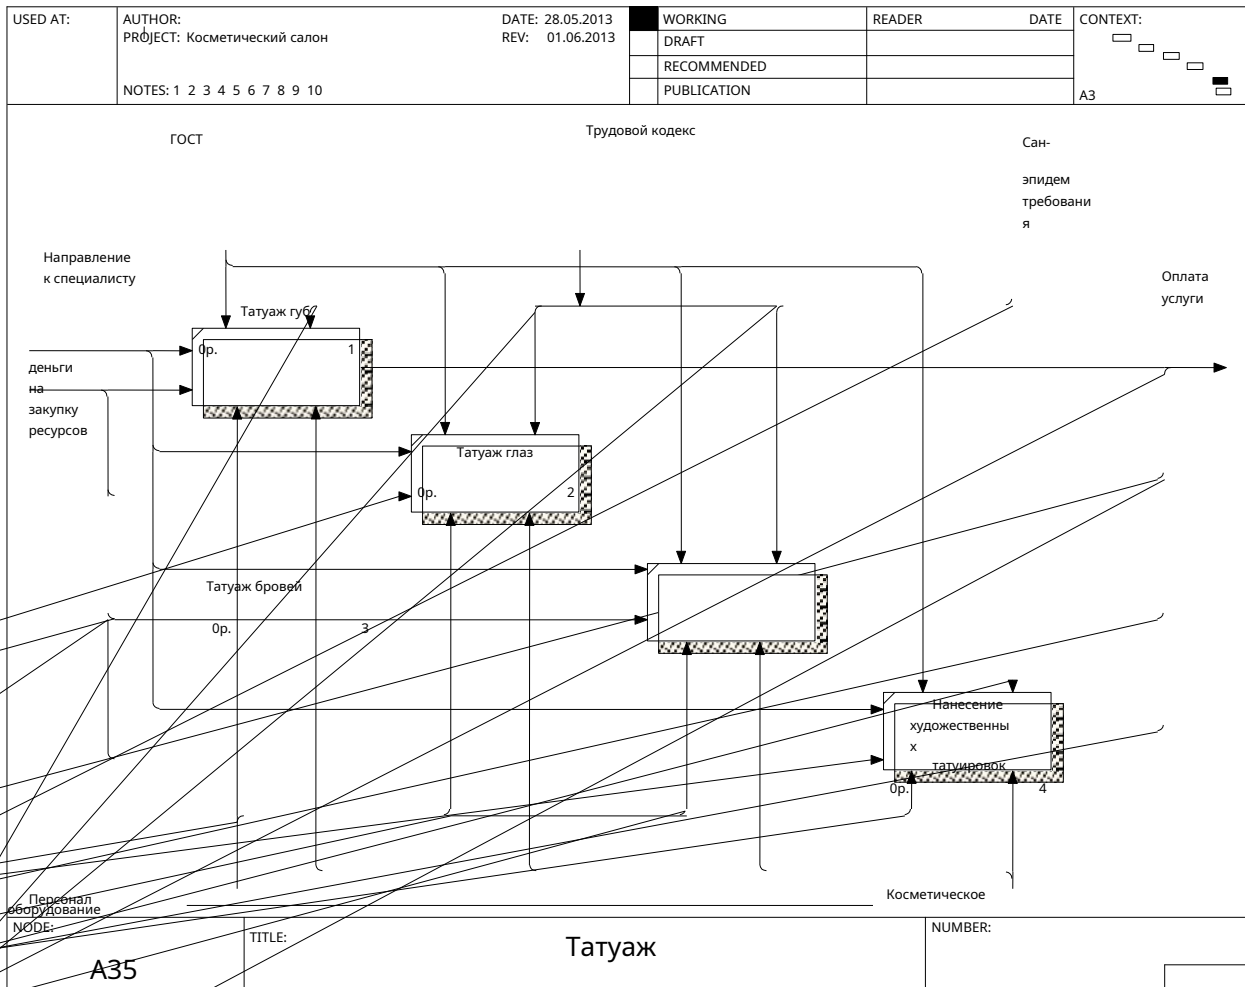 USED AT:
AUTHOR:
DATE: 28.05.2013
WORKING
READER
DATE
CONTEXT:
PROJECT: Косметический салон
REV: 01.06.2013
DRAFT
RECOMMENDED
NOTES: 1 2 3 4 5 6 7 8 9 10
PUBLICATION
A3
ГОСТ
Трудовой кодекс
Сан-
эпидем
требовани
я
Направление
к специалисту
Оплата
услуги
Татуаж губ
0р.
1
деньги
на
закупку
ресурсов
Татуаж глаз
0р.
2
Татуаж бровей
0р.
3
Нанесение
художественны
х
татуировок
0р.
4
Персонал
Косметическое
оборудование
NODE:
TITLE:
NUMBER:
Татуаж
A35